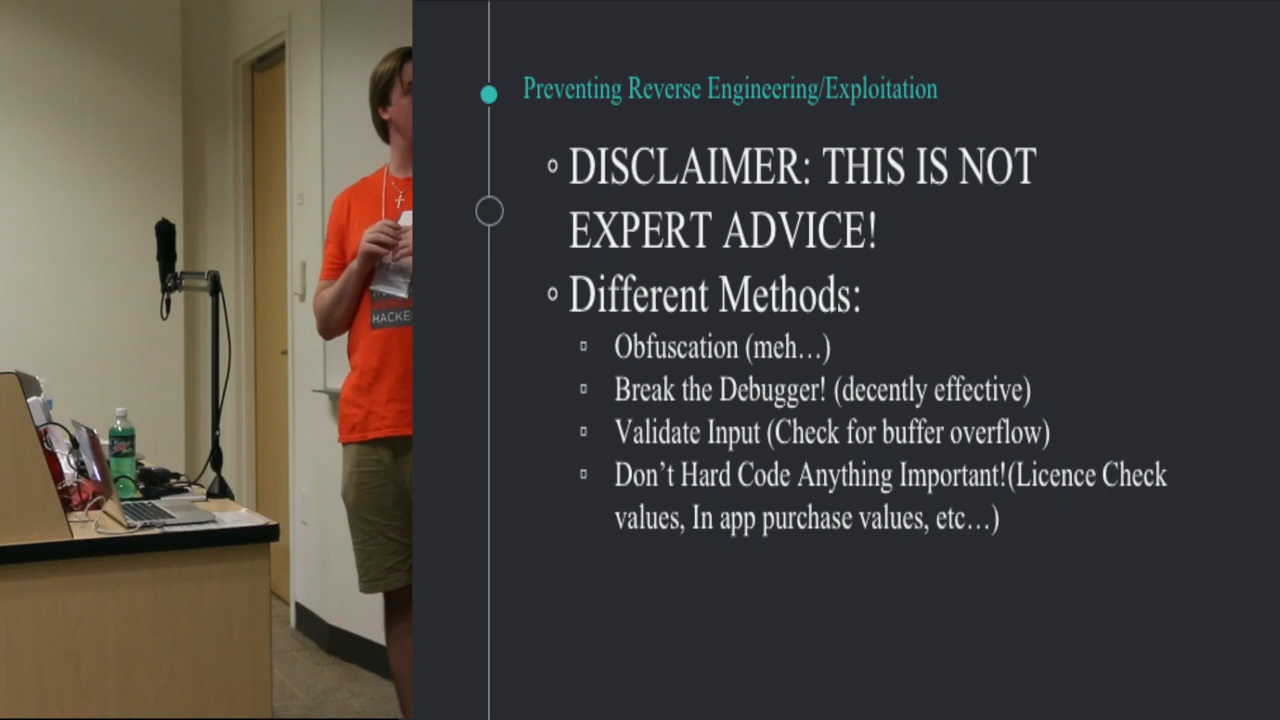 Preventing Reverse Engineering/Exploitation
DISCLAIMER: THIS IS NOT
EXPERT ADVICE!
Different Methods:
Obfuscation (meh…)
Break the Debugger! (decently effective)
Validate Input (Check for buffer overflow)
Don’t Hard Code Anything Important!(Licence Check
values, In app purchase values, etc…)
HACKE